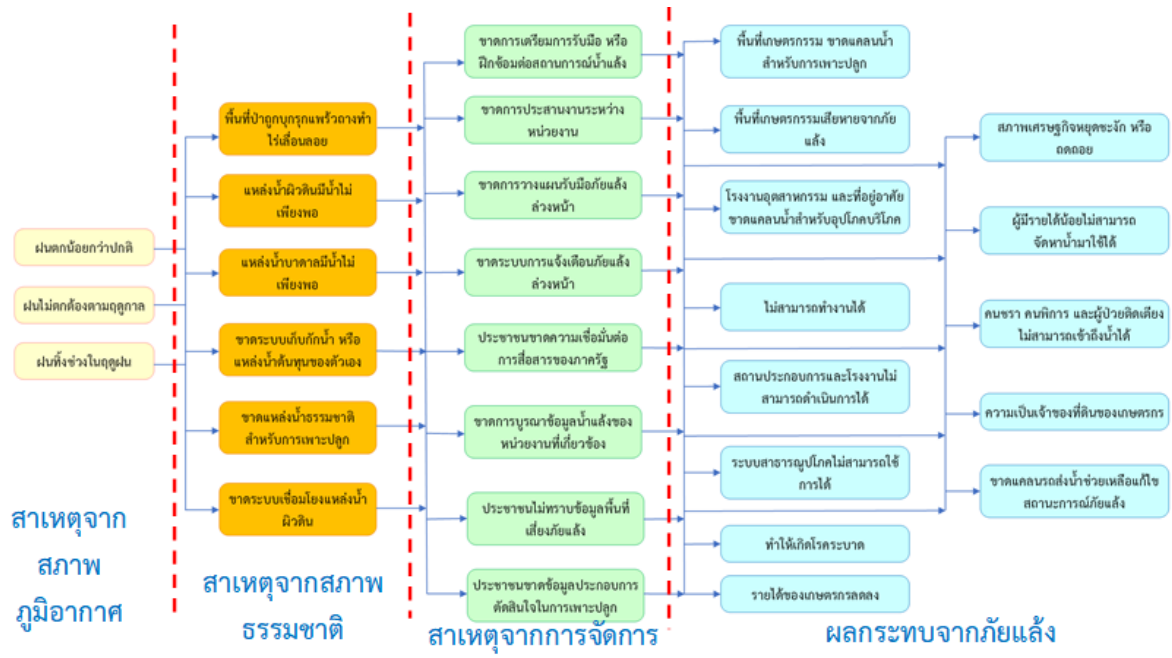 ฝนตกน้อยกว่าปกติ
ฝนไม่ตกต้องตามฤดูกาล
ฝนทิ้งช่วงในฤดูฝน
สาเหตุจาก
สภาพ
ภูมิอากาศ
พื้นที่ป่าถูกบุกรุกแพร้วถางทำ
ไร่เลื่อนลอย
แหล่งน้ำผิวดินมีน้ำไม่
เพียงพอ
แหล่งน้ำบาดาลมีน้ำไม่
เพียงพอ
ขาดระบบเก็บกักน้ำ หรือ
แหล่งน้ำต้นทุนของตัวเอง
ขาดแหล่งน้ำธรรมชาติ
สำหรับการเพาะปลูก
ขาดระบบเชื่อมโยงแหล่งน้ำ
ผิวดิน
สาเหตุจากสภาพ
ธรรมชาติ
ขาดการเตรียมการรับมือ หรือ
ฝึกซ้อมต่อสถานการณ์น้ำแล้ง
ขาดการประสานงานระหว่าง
หน่วยงาน
ขาดการวางแผนรับมือภัยแล้ง
ล่วงหน้า
ขาดระบบการแจ้งเตือนภัยแล้ง
ล่วงหน้า
ประชาชนขาดความเชื่อมั่นต่อ
การสื่อสารของภาครัฐ
ขาดการบูรณาข้อมูลน้ำแล้งของ
หน่วยงานที่เกี่ยวข้อง
ประชาชนไม่ทราบข้อมูลพื้นที่
เสี่ยงภัยแล้ง
ประชาชนขาดข้อมูลประกอบการ
ตัดสินใจในการเพาะปลูก
สาเหตุจากการจัดการ
พื้นที่เกษตรกรรม ขาดแคลนน้ำ
สำหรับการเพาะปลูก
พื้นที่เกษตรกรรมเสียหายจากภัย
แล้ง
โรงงานอุตสาหกรรม และที่อยู่อาศัย
ขาดแคลนน้ำสำหรับอุปโภคบริโภค
ไม่สามารถทำงานได้
สถานประกอบการและโรงงานไม่
สามารถดำเนินการได้
ระบบสาธารณูปโภคไม่สามารถใช้
การได้
ทำให้เกิดโรคระบาด
รายได้ของเกษตรกรลดลง
สภาพเศรษฐกิจหยุดชะงัก หรือ
ถดถอย
ผู้มีรายได้น้อยไม่สามารถ
จัดหาน้ำมาใช้ได้
คนชรา คนพิการ และผู้ป่วยติดเตียง
ไม่สามารถเข้าถึงน้ำได้
ความเป็นเจ้าของที่ดินของเกษตรกร
ขาดแคลนรถส่งน้ำช่วยเหลือแก้ไข
สถานะการณ์ภัยแล้ง
ผลกระทบจากภัยแล้ง